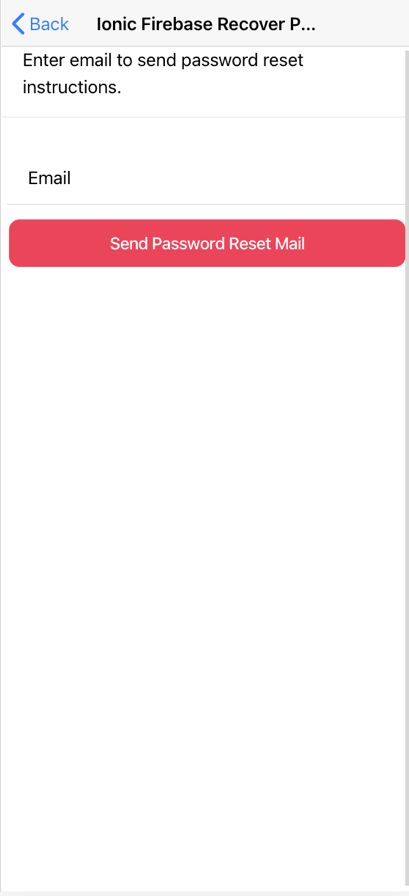 Back
Ionic Firebase Recover P...
Enter email to send password reset
instructions.
Email
Send Password Reset Mail